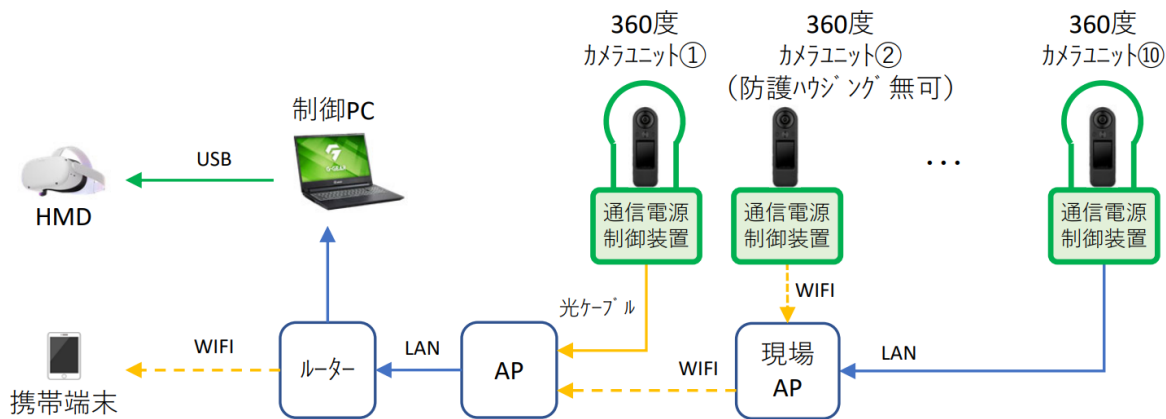 360度
カメラユニット①
360度
カメラユニット②
（防護ハウジング無可）
360度
カメラユニット⑩
制御PC
USB
HMD
G-GEAR
…
通信電源
制御装置
通信電源
制御装置
通信電源
制御装置
光ケーブル
WIFI
WIFI
LAN
WIFI
LAN
携帯端末
ルーター
AP
現場
AP